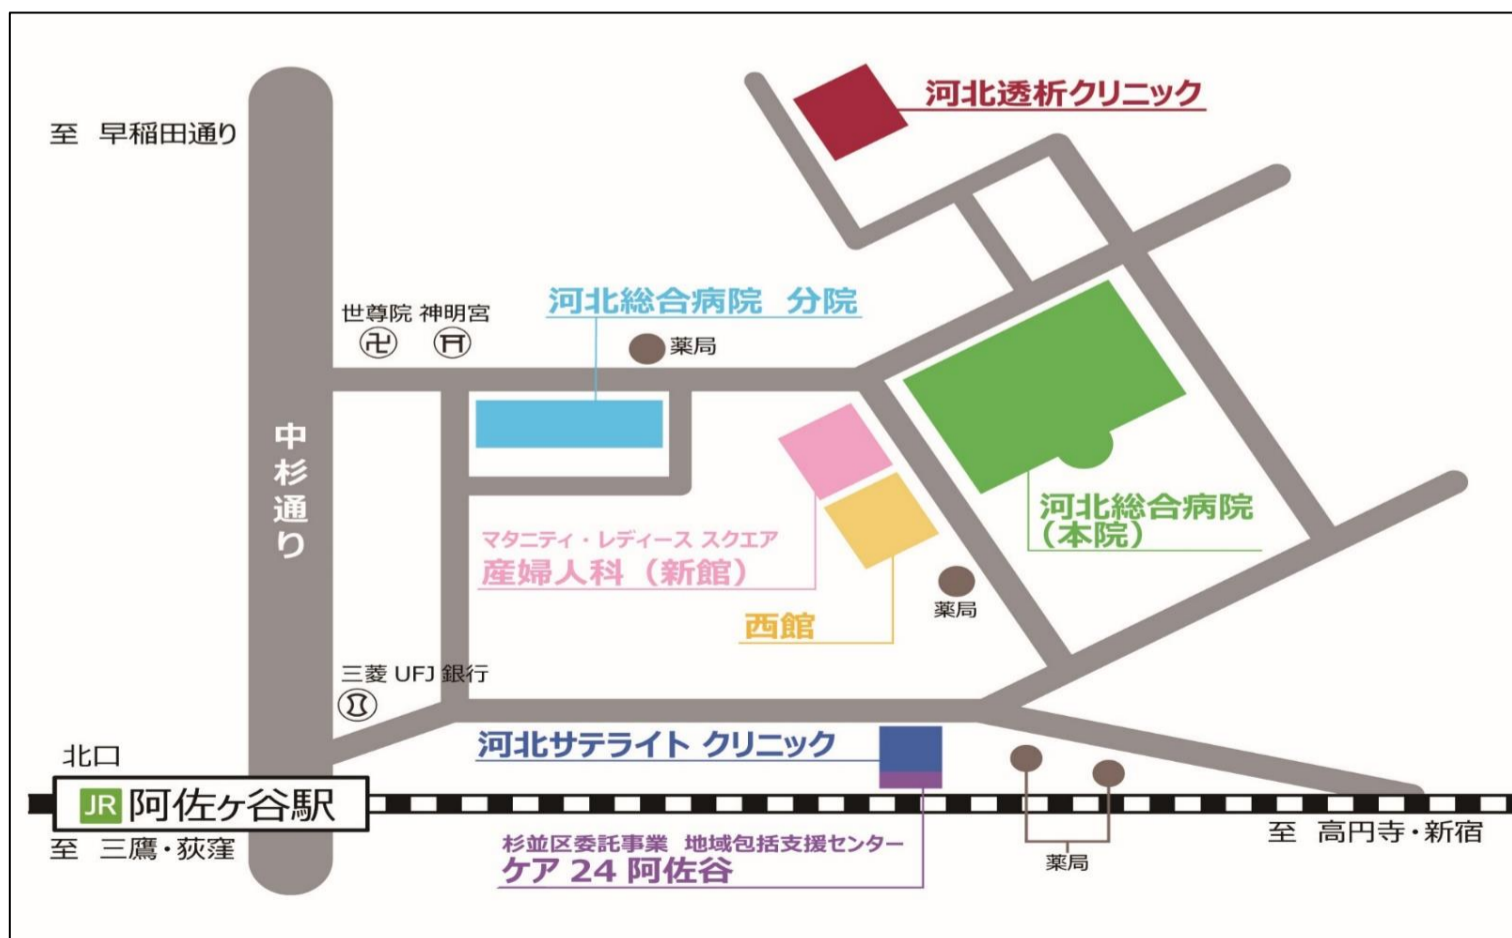 河北透析クリニック
至 早稲田通り
河北総合病院 分院
世尊院 神明宮
薬局
中杉通り
河北総合病院
(本院)
マタニティ・レディース スクエア
産婦人科(新館)
薬局
西館
三菱 UFJ 銀行
河北サテライト クリニック
北口
JR 阿佐ヶ谷駅
至 三鷹・荻窪
至 高円寺・新宿
杉並区委託事業 地域包括支援センター
ケア 24 阿佐谷
薬局